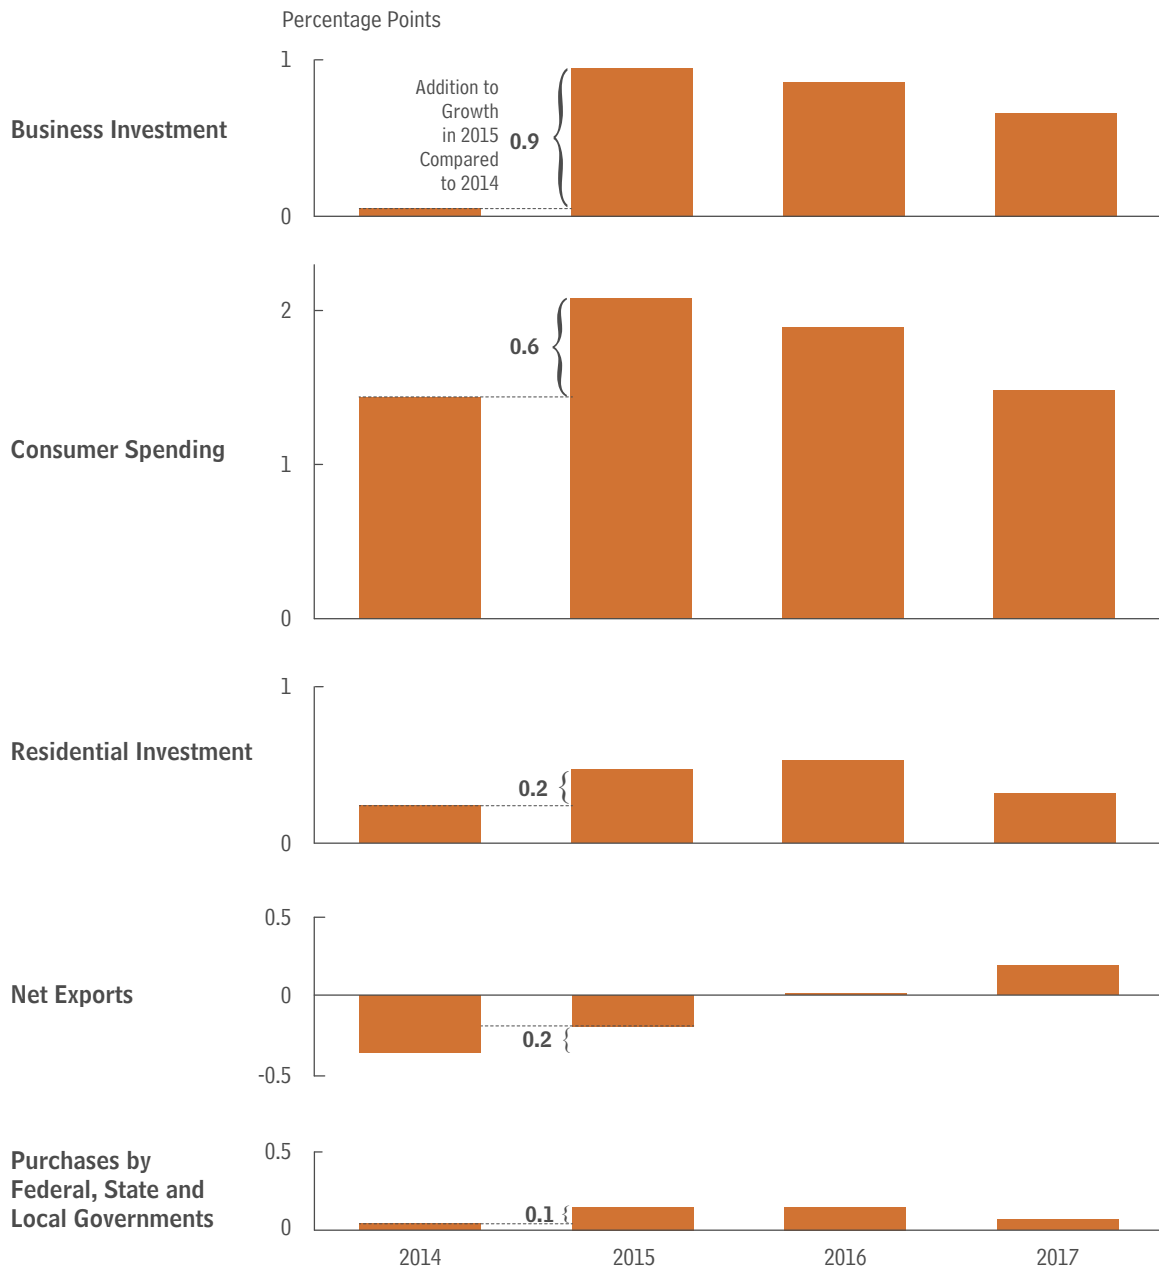 Percentage Points
Business Investment
1
0
Addition to
Growth
in 2015
Compared
to 2014
0.9
Consumer Spending
2
1
0
0.6
Residential Investment
1
0
0.2
Net Exports
0.5
0
-0.5
0.2
Purchases by
Federal, State and
Local Governments
0.5
0
0.1
2014 2015 2016 2017